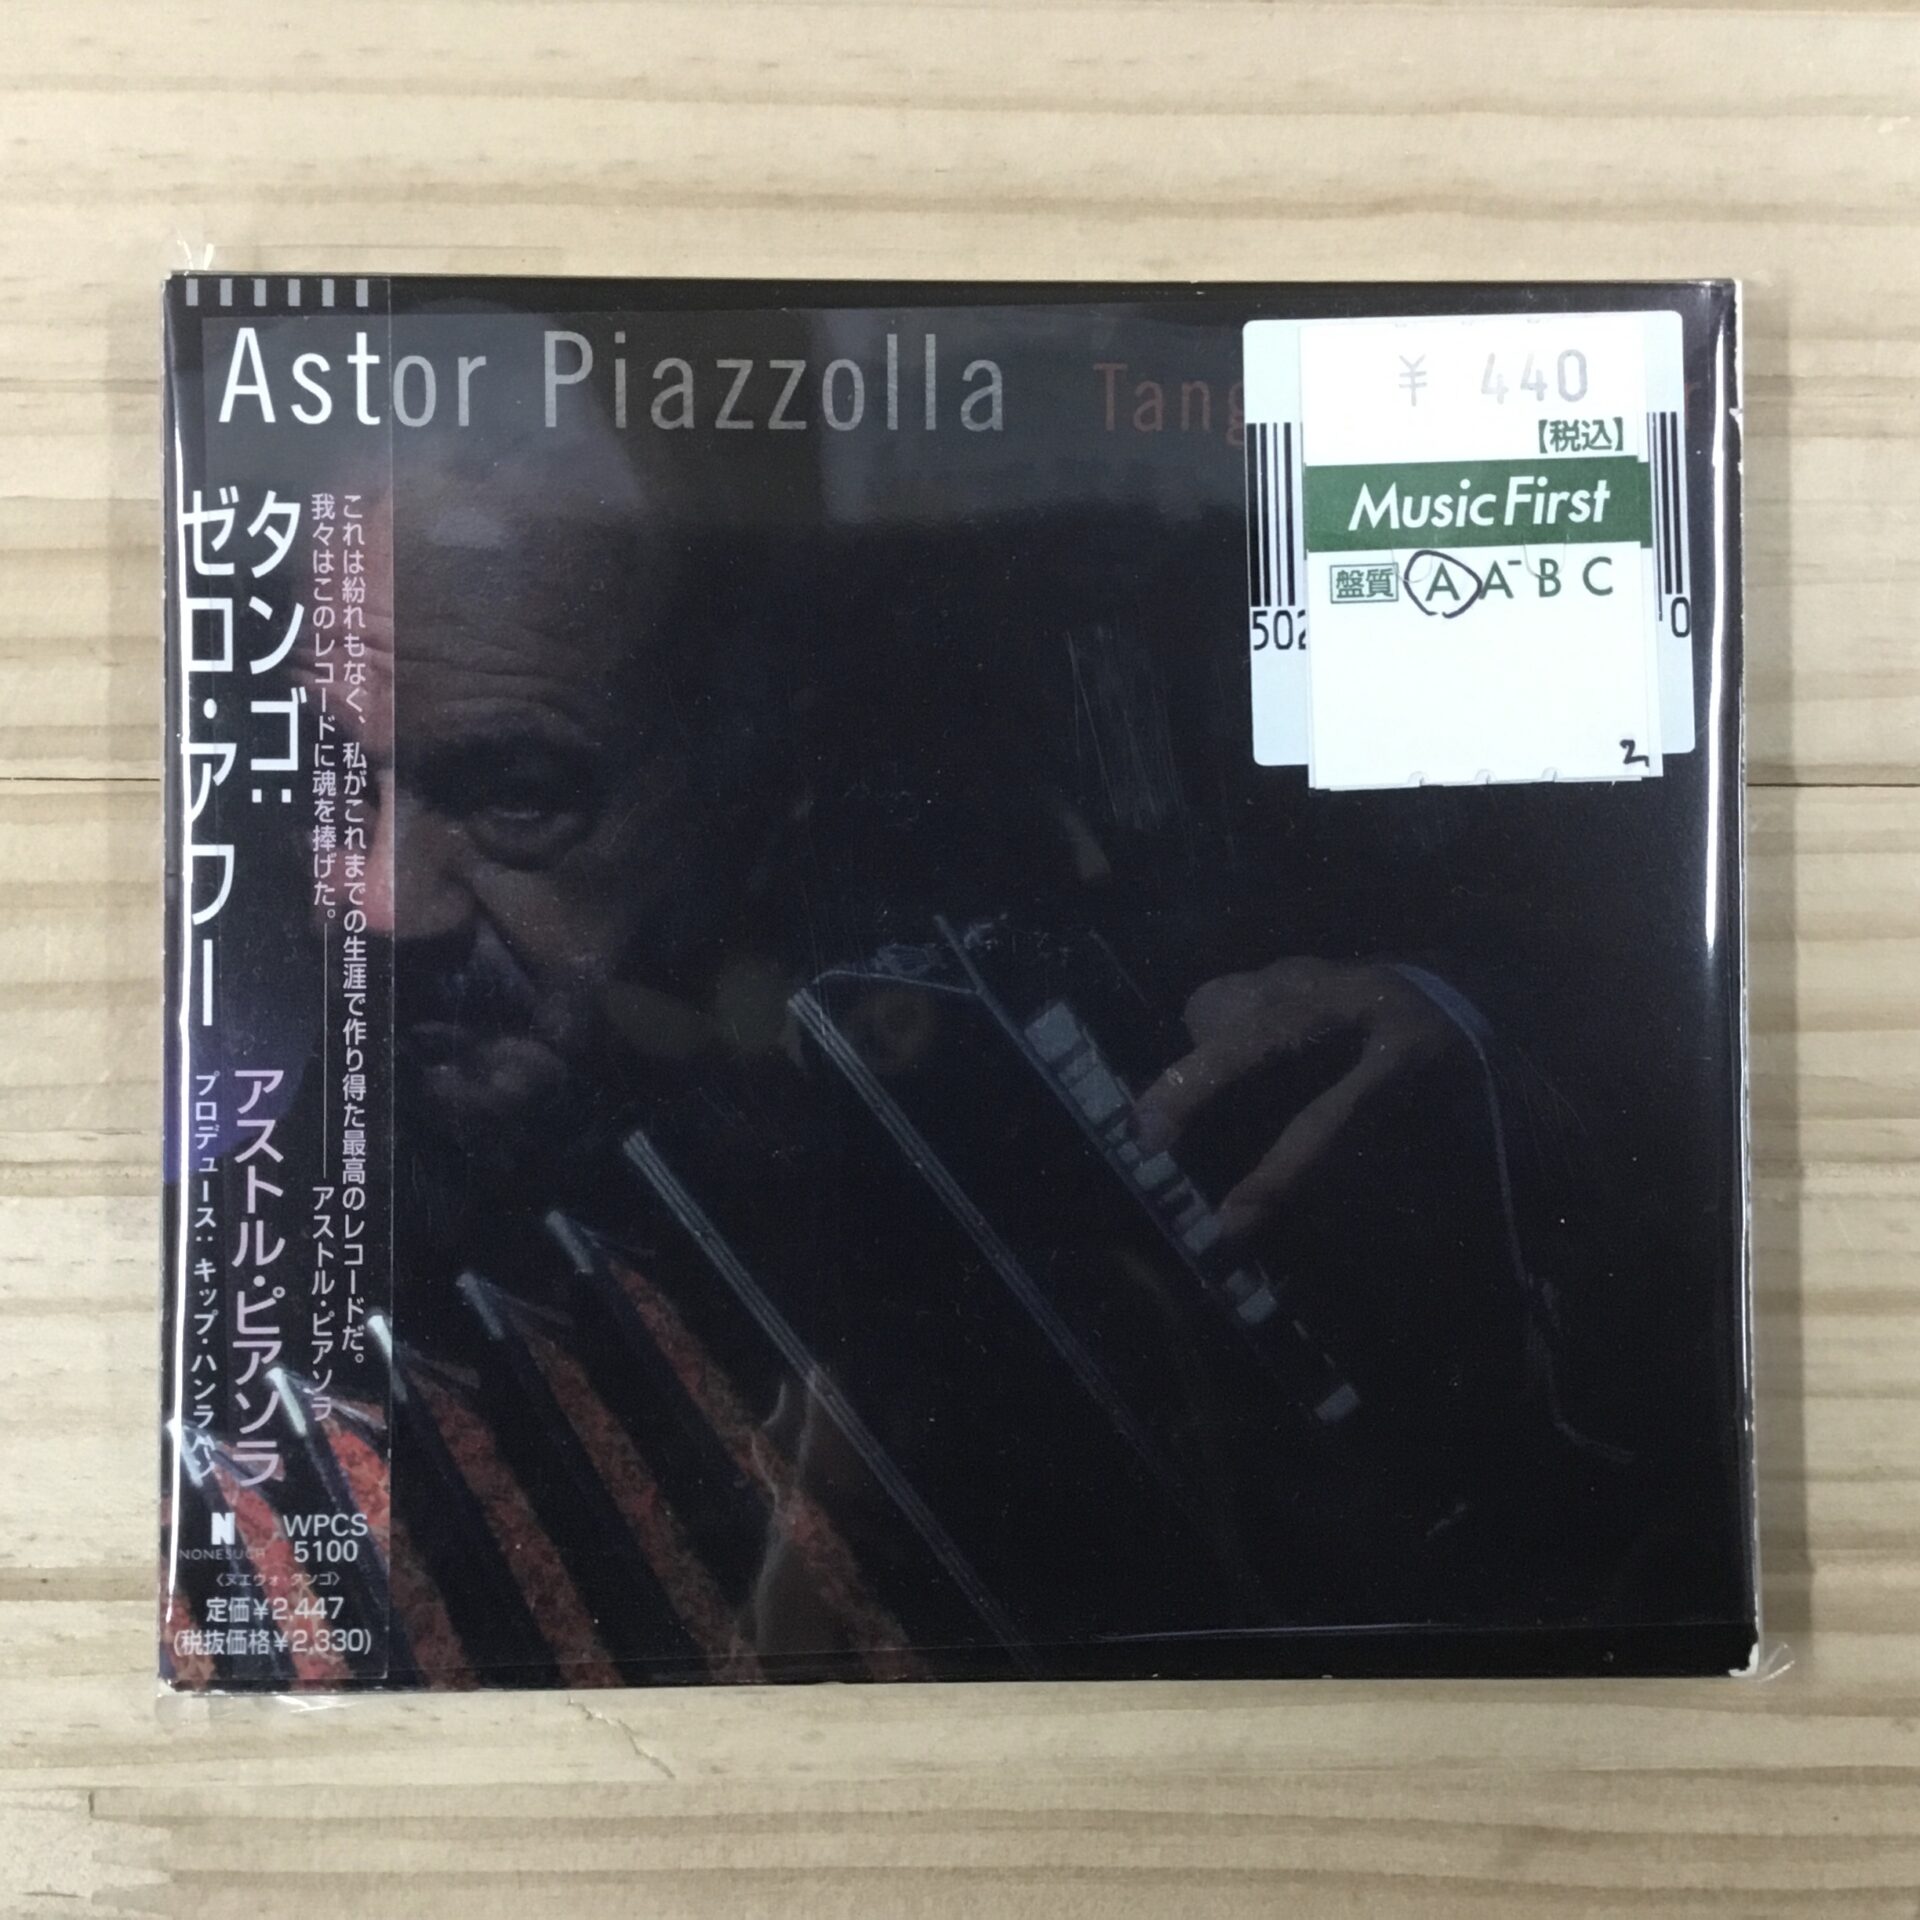 Astor Piazzolla Tang
¥ 440
【税込】
Music First
盤質 A A⁻ B C
502
0
2
これは紛れもなく、私がこれまでの生涯で作り得た最高のレコードだ。
我々はこのレコードに魂を捧げた。―――アストル・ピアソラ
タンゴ:
ゼロ・アワー
アストル・ピアソラ
プロデュース:キップ・ハンラハン
N
NONESUCH
WPCS
5100
〈ヌエヴォ・タンゴ〉
定価¥2,447
(税抜価格¥2,330)